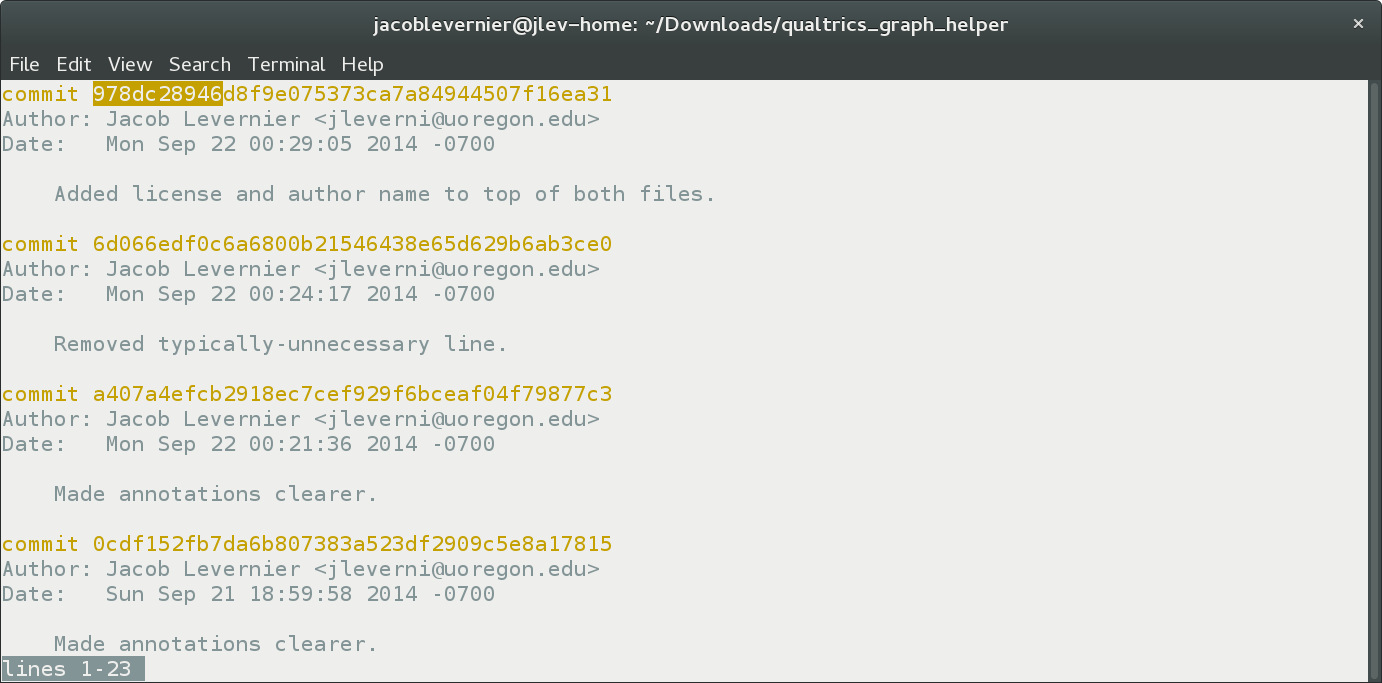 jacoblevernier@jlev-home: ~/Downloads/qualtrics_graph_helper
×
File Edit View Search Terminal Help
commit 978dc28946d8f9e075373ca7a84944507f16ea31
Author: Jacob Levernier <jleverni@uoregon.edu>
Date:   Mon Sep 22 00:29:05 2014 -0700
Added license and author name to top of both files.
commit 6d066edf0c6a6800b21546438e65d629b6ab3ce0
Author: Jacob Levernier <jleverni@uoregon.edu>
Date:   Mon Sep 22 00:24:17 2014 -0700
Removed typically-unnecessary line.
commit a407a4efcb2918ec7cef929f6bceaf04f79877c3
Author: Jacob Levernier <jleverni@uoregon.edu>
Date:   Mon Sep 22 00:21:36 2014 -0700
Made annotations clearer.
commit 0cdf152fb7da6b807383a523df2909c5e8a17815
Author: Jacob Levernier <jleverni@uoregon.edu>
Date:   Sun Sep 21 18:59:58 2014 -0700
Made annotations clearer.
lines 1-23